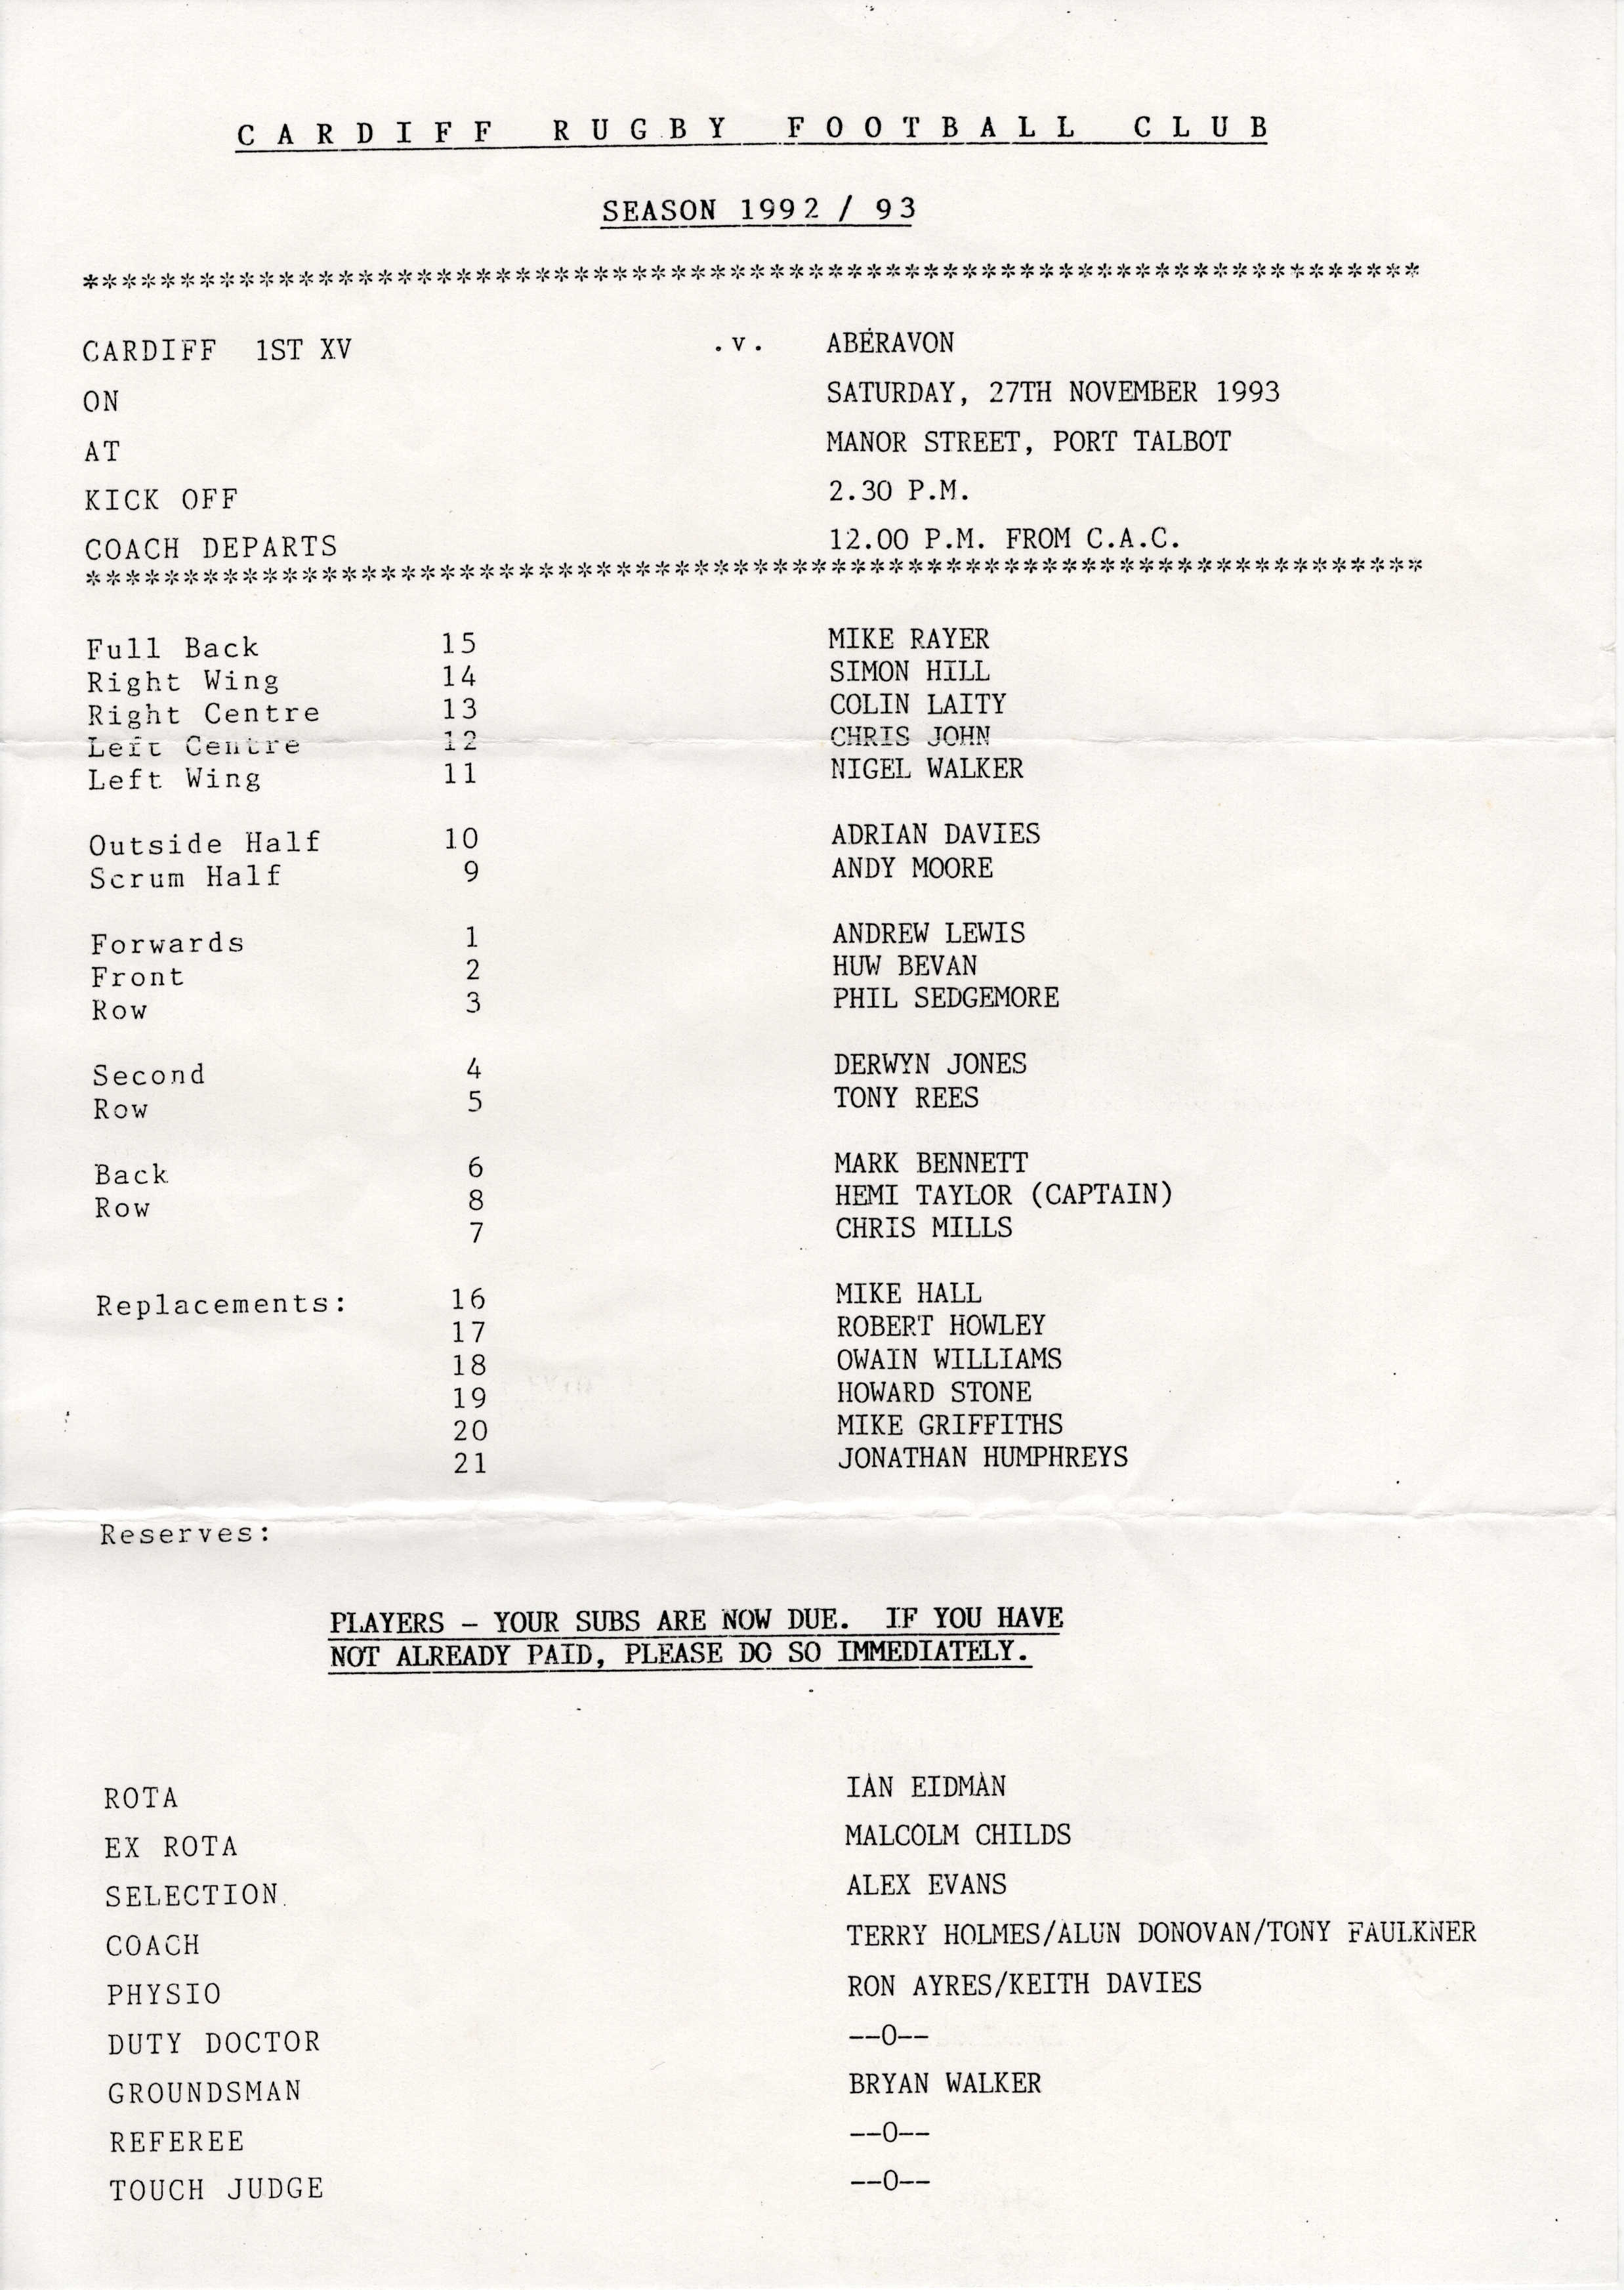 CARDIFF RUGBY FOOTBALL CLUB
SEASON 1992 / 93
********************************************************************
CARDIFF 1ST XV .v. ABERAVON
ON SATURDAY, 27TH NOVEMBER 1993
AT MANOR STREET, PORT TALBOT
KICK OFF 2.30 P.M.
COACH DEPARTS 12.00 P.M. FROM C.A.C.
********************************************************************
Full Back 15 MIKE RAYER
Right Wing 14 SIMON HILL
Right Centre 13 COLIN LAITY
Left Centre 12 CHRIS JOHN
Left Wing 11 NIGEL WALKER
Outside Half 10 ADRIAN DAVIES
Scrum Half 9 ANDY MOORE
Forwards 1 ANDREW LEWIS
Front 2 HUW BEVAN
Row 3 PHIL SEDGEMORE
Second 4 DERWYN JONES
Row 5 TONY REES
Back 6 MARK BENNETT
Row 8 HEMI TAYLOR (CAPTAIN)
7 CHRIS MILLS
Replacements: 16 MIKE HALL
17 ROBERT HOWLEY
18 OWAIN WILLIAMS
19 HOWARD STONE
20 MIKE GRIFFITHS
21 JONATHAN HUMPHREYS
Reserves:
PLAYERS - YOUR SUBS ARE NOW DUE. IF YOU HAVE
NOT ALREADY PAID, PLEASE DO SO IMMEDIATELY.
ROTA IAN EIDMAN
EX ROTA MALCOLM CHILDS
SELECTION ALEX EVANS
COACH TERRY HOLMES/ALUN DONOVAN/TONY FAULKNER
PHYSIO RON AYRES/KEITH DAVIES
DUTY DOCTOR --0--
GROUNDSMAN BRYAN WALKER
REFEREE --0--
TOUCH JUDGE --0--